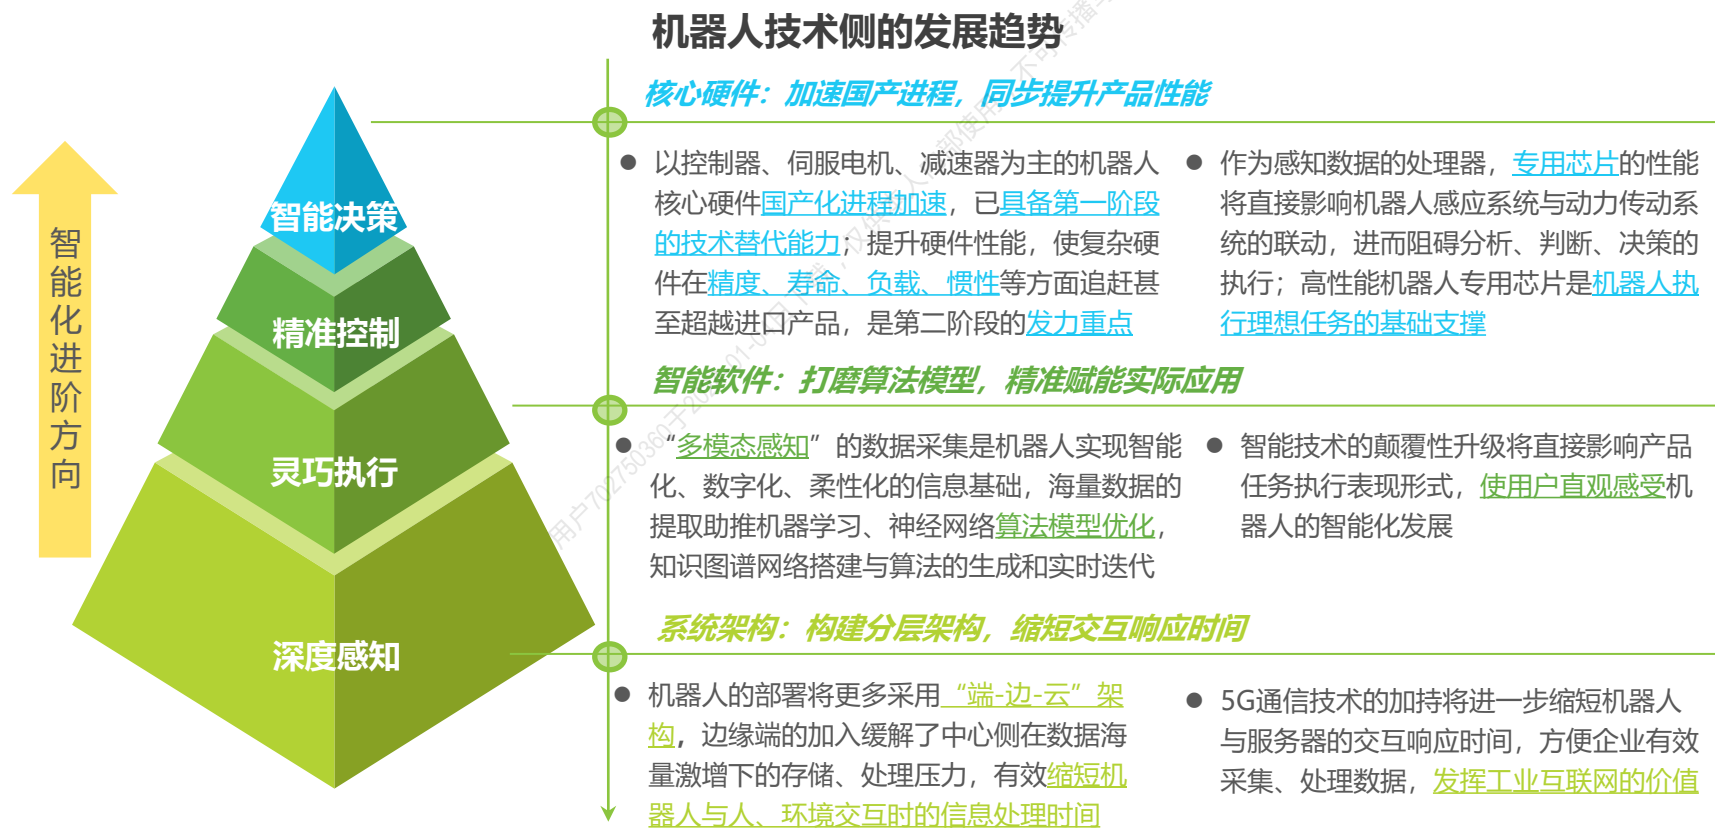 机器人技术侧的发展趋势
智能化进阶方向
智能决策
精准控制
灵巧执行
深度感知
核心硬件：加速国产进程，同步提升产品性能
● 以控制器、伺服电机、减速器为主的机器人
核心硬件国产化进程加速，已具备第一阶段
的技术替代能力；提升硬件性能，使复杂硬
件在精度、寿命、负载、惯性等方面追赶甚
至超越进口产品，是第二阶段的发力重点
● 作为感知数据的处理器，专用芯片的性能
将直接影响机器人感应系统与动力传动系
统的联动，进而阻碍分析、判断、决策的
执行；高性能机器人专用芯片是机器人执
行理想任务的基础支撑
智能软件：打磨算法模型，精准赋能实际应用
● “多模态感知”的数据采集是机器人实现智能
化、数字化、柔性化的信息基础，海量数据的
提取助推机器学习、神经网络算法模型优化，
知识图谱网络搭建与算法的生成和实时迭代
● 智能技术的颠覆性升级将直接影响产品
任务执行表现形式，使用户直观感受机
器人的智能化发展
系统架构：构建分层架构，缩短交互响应时间
● 机器人的部署将更多采用“端-边-云”架
构，边缘端的加入缓解了中心侧在数据海
量激增下的存储、处理压力，有效缩短机
器人与人、环境交互时的信息处理时间
● 5G通信技术的加持将进一步缩短机器人
与服务器的交互响应时间，方便企业有效
采集、处理数据，发挥工业互联网的价值